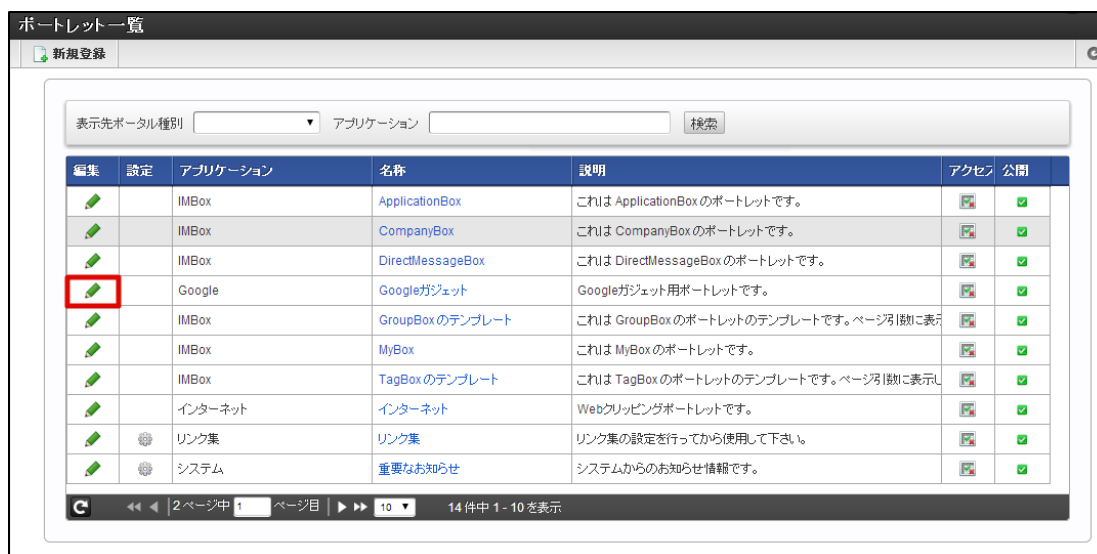 ポートレット一覧
新規登録
表示先ポータル種別 アプリケーション 検索
編集 設定 アプリケーション 名称 説明 アクセス 公開
IMBox ApplicationBox これは ApplicationBox のポートレットです。
IMBox CompanyBox これは CompanyBox のポートレットです。
IMBox DirectMessageBox これは DirectMessageBox のポートレットです。
Google Googleガジェット Googleガジェット用ポートレットです。
IMBox GroupBox のテンプレート これは GroupBox のポートレットのテンプレートです。ページ引数に表示
IMBox MyBox これは MyBox のポートレットです。
IMBox TagBox のテンプレート これは TagBox のポートレットのテンプレートです。ページ引数に表示し
インターネット インターネット Webクリッピングポートレットです。
リンク集 リンク集 リンク集の設定を行ってから使用して下さい。
システム 重要なお知らせ システムからのお知らせ情報です。
2 ページ中 1 ページ目 10 14 件中 1 - 10 を表示